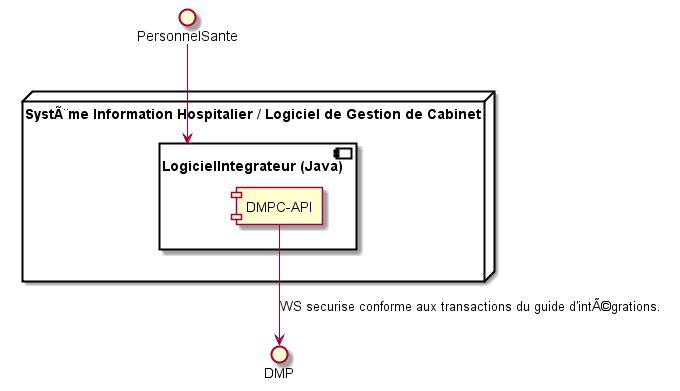 PersonnelSante
SystÃ¨me Information Hospitalier / Logiciel de Gestion de Cabinet
LogicielIntegrateur (Java)
DMPC-API
WS securise conforme aux transactions du guide d'intÃ©grations.
DMP